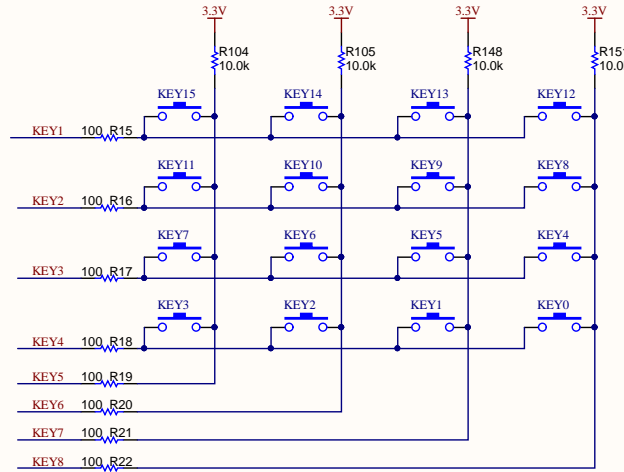 3.3V 3.3V 3.3V 3.3V
R104 R105 R148 R151
10.0k 10.0k 10.0k 10.0
KEY15 KEY14 KEY13 KEY12
KEY1 100 R15
KEY11 KEY10 KEY9 KEY8
KEY2 100 R16
KEY7 KEY6 KEY5 KEY4
KEY3 100 R17
KEY3 KEY2 KEY1 KEY0
KEY4 100 R18
KEY5 100 R19
KEY6 100 R20
KEY7 100 R21
KEY8 100 R22